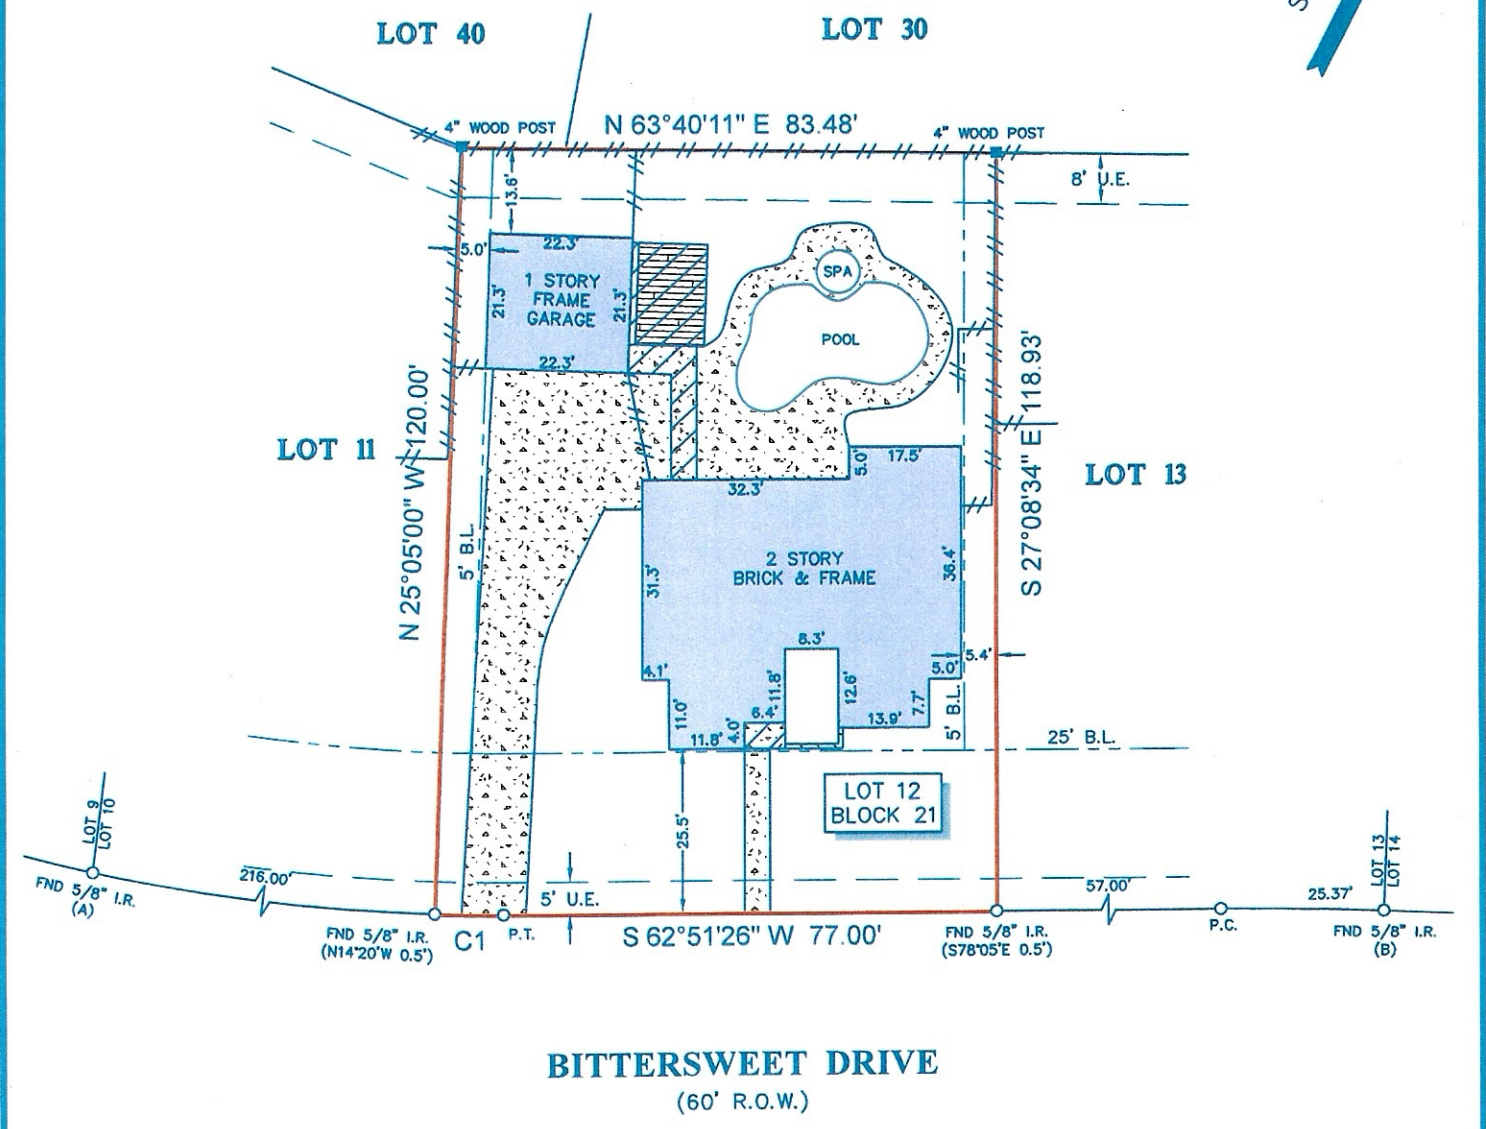 LOT 40
LOT 30
S
4" WOOD POST
N 63°40'11" E 83.48'
4" WOOD POST
8' U.E.
13.6'
5.0'
22.3'
1 STORY
FRAME
GARAGE
21.3'
21.3'
22.3'
SPA
POOL
LOT 11
N 25°05'00" W 120.00'
S 27°08'34" E 118.93'
LOT 13
5.0'
17.5'
32.3'
5' B.L.
2 STORY
BRICK & FRAME
31.3'
36.4'
8.3'
4.1'
5.0'
5.4'
11.8'
12.6'
11.0'
6.4'
4.0'
13.9'
7.7'
11.8'
5' B.L.
25' B.L.
LOT 12
BLOCK 21
25.5'
LOT 9
LOT 10
LOT 13
LOT 14
216.00'
5' U.E.
57.00'
25.37'
FND 5/8" I.R.
(A)
FND 5/8" I.R.
(N14°20'W 0.5')
C1
P.T.
S 62°51'26" W 77.00'
FND 5/8" I.R.
(S78°05'E 0.5')
P.C.
FND 5/8" I.R.
(B)
BITTERSWEET DRIVE
(60' R.O.W.)